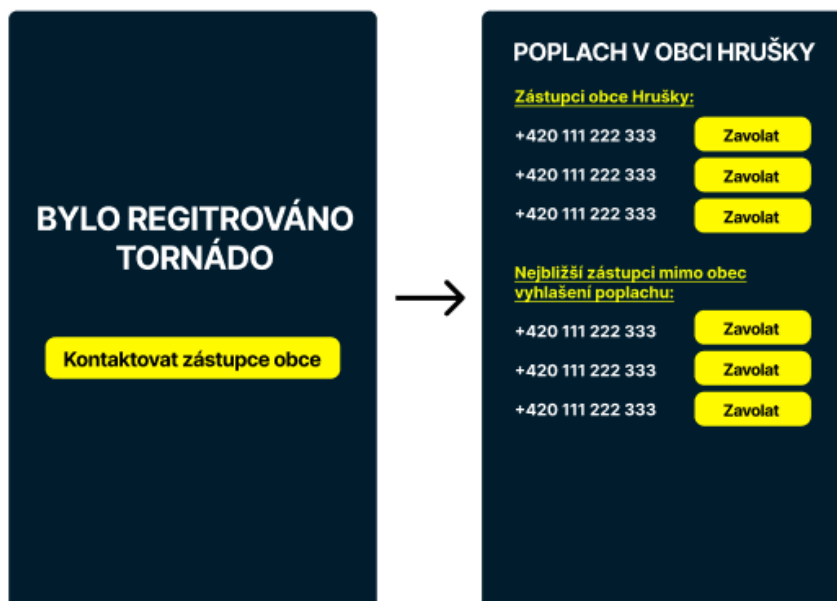 BYLO REGITROVÁNO
TORNÁDO
Kontaktovat zástupce obce
POPLACH V OBCI HRUŠKY
Zástupci obce Hrušky:
+420 111 222 333 Zavolat
+420 111 222 333 Zavolat
+420 111 222 333 Zavolat
Nejbližší zástupci mimo obec
vyhlašení poplachu:
+420 111 222 333 Zavolat
+420 111 222 333 Zavolat
+420 111 222 333 Zavolat